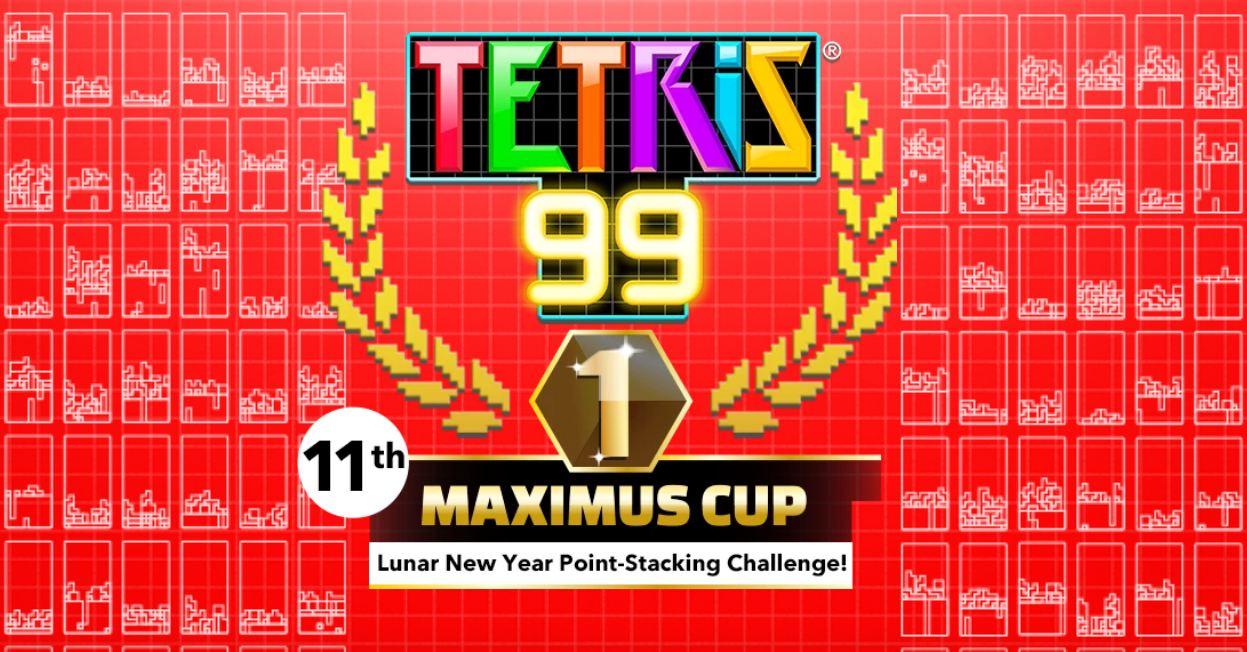 TETRiS®
99
1
11th
MAXIMUS CUP
Lunar New Year Point-Stacking Challenge!